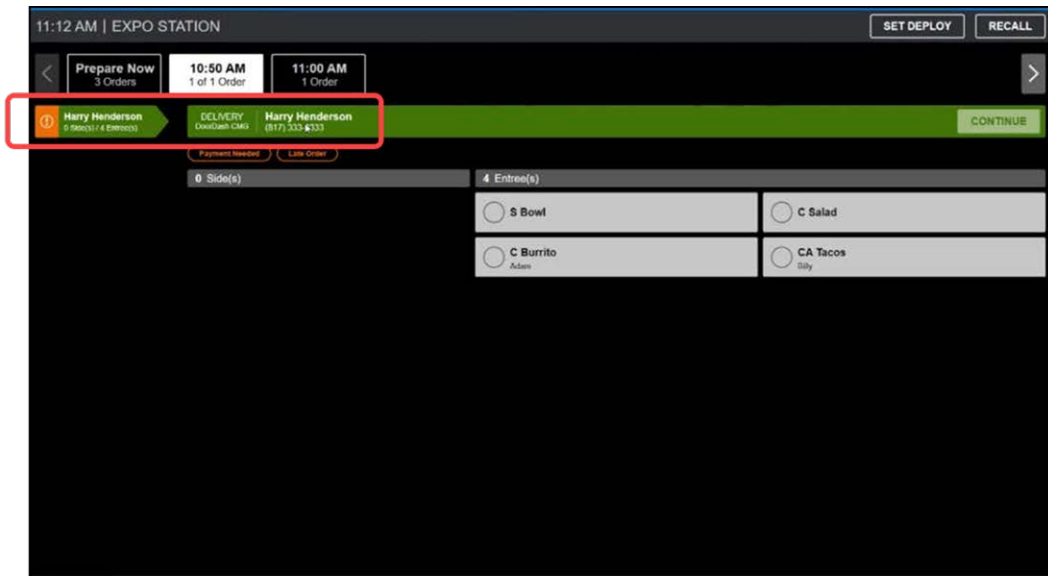 11:12 AM | EXPO STATION
SET DEPLOY
RECALL
Prepare Now
3 Orders
10:50 AM
1 of 1 Order
11:00 AM
1 Order
Harry Henderson
0 Side(s) / 4 Entree(s)
DELIVERY
DoorDash CMG
Harry Henderson
(817) 333-3333
CONTINUE
Payment Needed
Late Order
0 Side(s)
4 Entree(s)
S Bowl
C Salad
C Burrito
Adam
CA Tacos
Billy